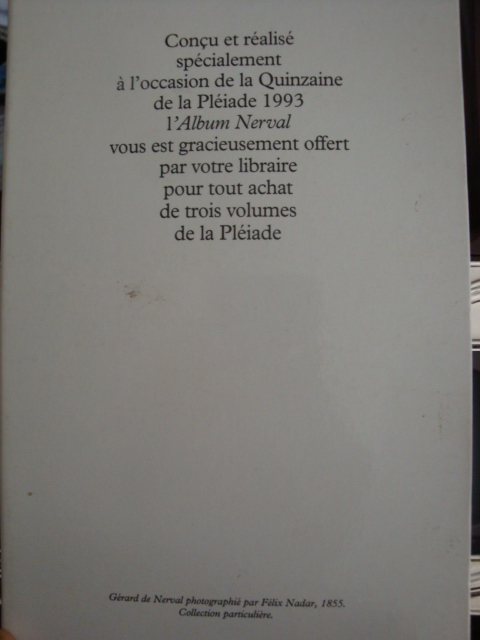 Conçu et réalisé
spécialement
à l'occasion de la Quinzaine
de la Pléiade 1993
l'Album Nerval
vous est gracieusement offert
par votre libraire
pour tout achat
de trois volumes
de la Pléiade
Gérard de Nerval photographié par Félix Nadar, 1855.
Collection particulière.